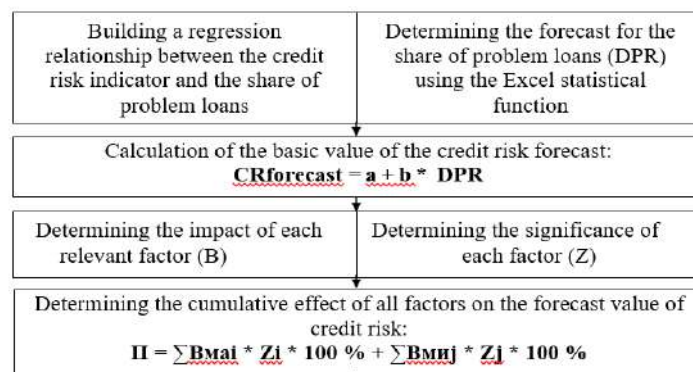 Building a regression
relationship between the credit
risk indicator and the share of
problem loans
Determining the forecast for the
share of problem loans (DPR)
using the Excel statistical
function
Calculation of the basic value of the credit risk forecast:
CRforecast = a + b * DPR
Determining the impact of each
relevant factor (B)
Determining the significance of
each factor (Z)
Determining the cumulative effect of all factors on the forecast value of
credit risk:
П = ∑Bмai * Zi * 100 % + ∑Bмиj * Zj * 100 %